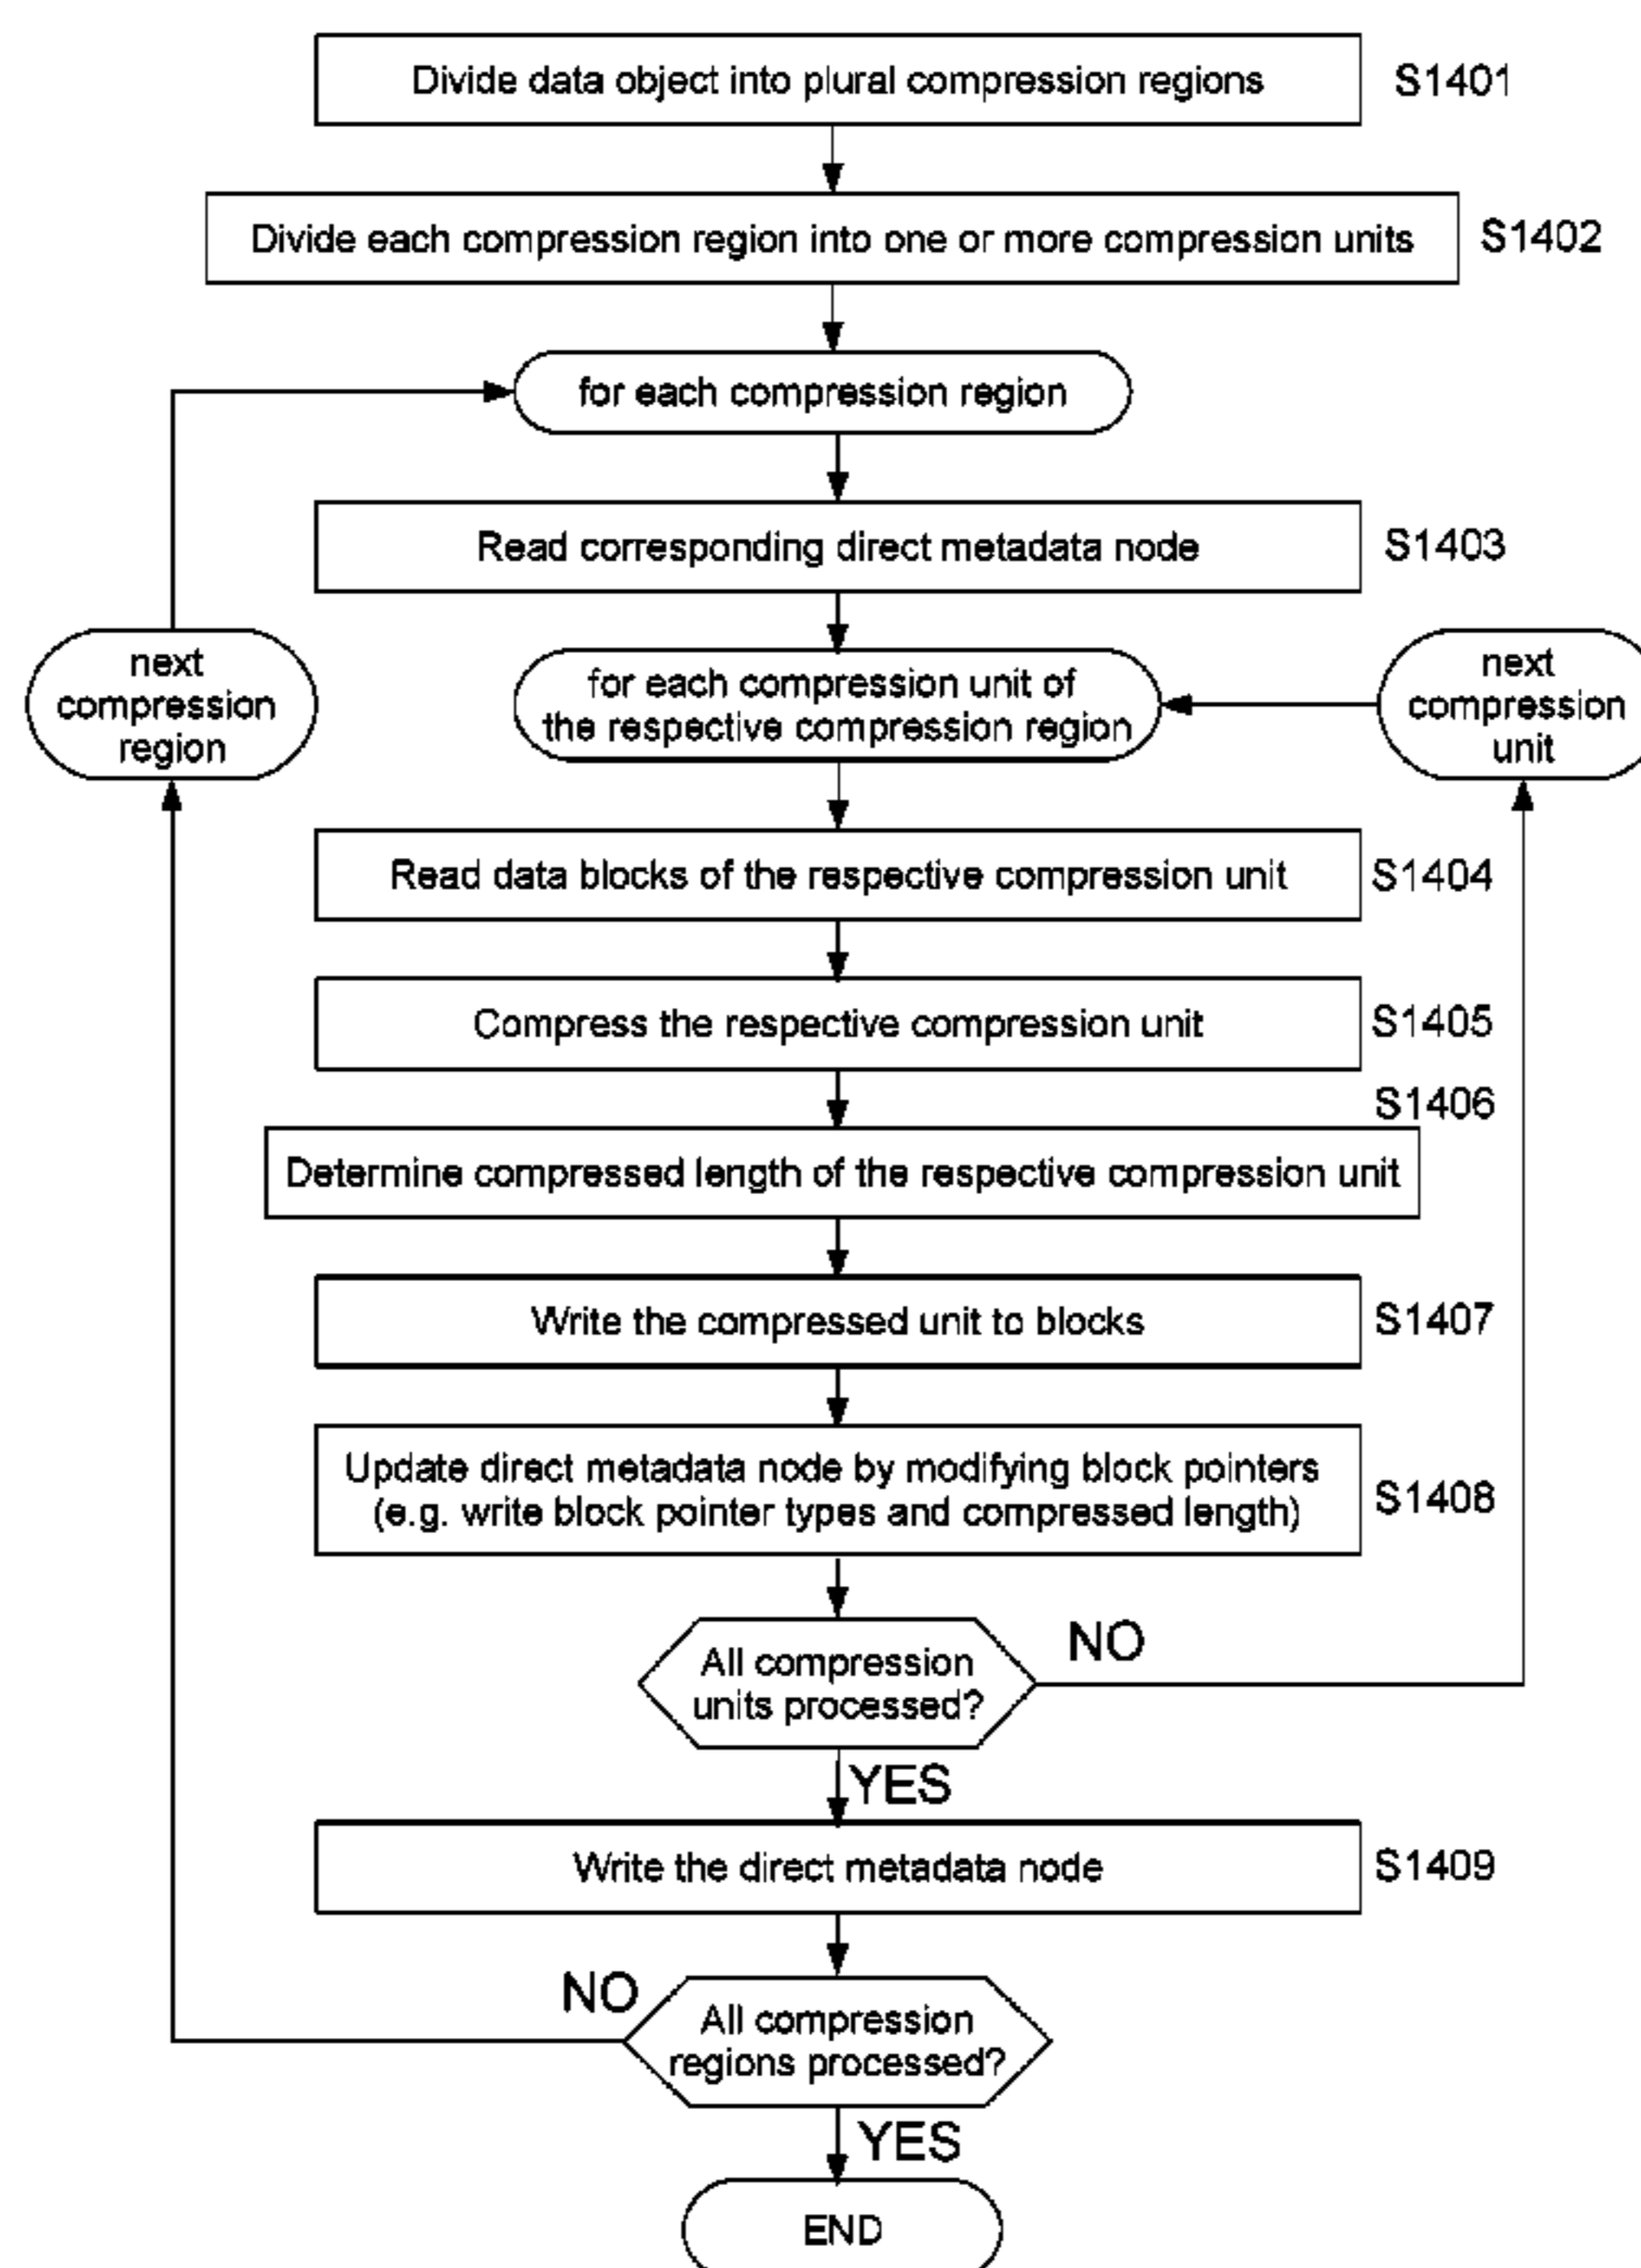 Divide data object into plural compression regions
S1401
Divide each compression region into one or more compression units
S1402
for each compression region
Read corresponding direct metadata node
S1403
next
compression
region
for each compression unit of
the respective compression region
next
compression
unit
Read data blocks of the respective compression unit
S1404
Compress the respective compression unit
S1405
S1406
Determine compressed length of the respective compression unit
Write the compressed unit to blocks
S1407
Update direct metadata node by modifying block pointers
(e.g. write block pointer types and compressed length)
S1408
All compression
units processed?
NO
YES
Write the direct metadata node
S1409
NO
All compression
regions processed?
YES
END